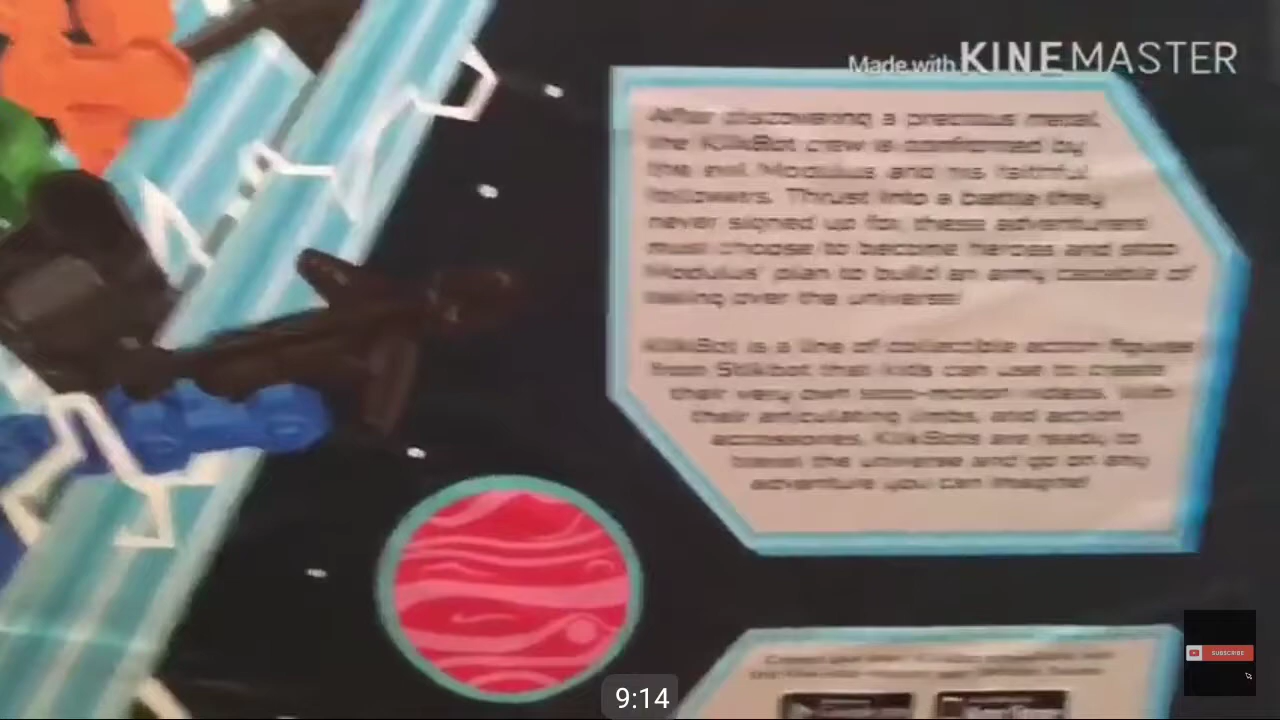 Made with KINEMASTER
After discovering a precious metal,
the KlikBot crew is confronted by
the evil Modulus and his faithful
followers. Thrust into a battle they
never signed up for, these adventurers
must choose to become heroes and stop
Modulus' plan to build an army capable of
taking over the universe!
KlikBot is a line of collectible action figures
from Stikbot that kids can use to create
their very own stop-motion videos. With
their articulating limbs, and action
accessories, KlikBots are ready to
travel the universe and go on any
adventure you can imagine!
SUBSCRIBE
9:14